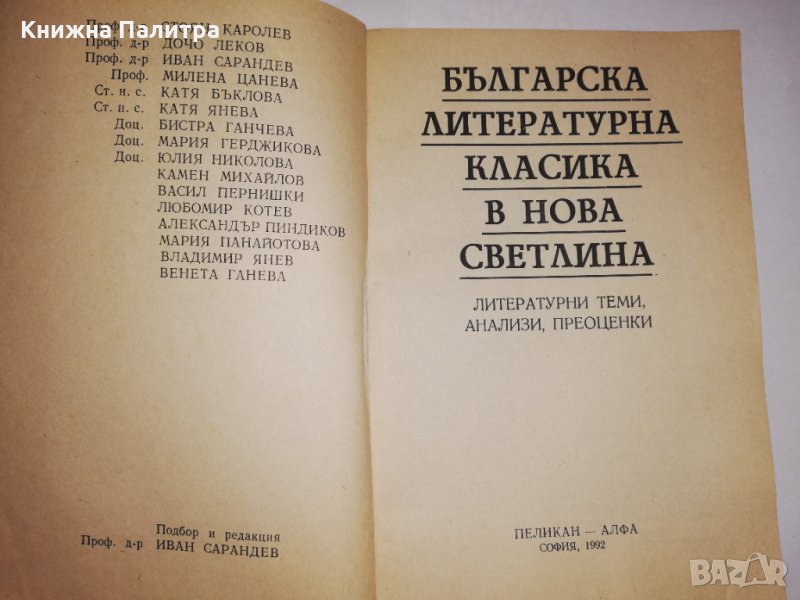 Книжна Палитра
Проф. д-р СТОЯН КАРОЛЕВ
Проф. д-р ДОЧО ЛЕКОВ
Проф. д-р ИВАН САРАНДЕВ
Проф. МИЛЕНА ЦАНЕВА
Ст. н. с. КАТЯ БЪКЛОВА
Ст. н. с. КАТЯ ЯНЕВА
Доц. БИСТРА ГАНЧЕВА
Доц. МАРИЯ ГЕРДЖИКОВА
Доц. ЮЛИЯ НИКОЛОВА
КАМЕН МИХАЙЛОВ
ВАСИЛ ПЕРНИШКИ
ЛЮБОМИР КОТЕВ
АЛЕКСАНДЪР ПИНДИКОВ
МАРИЯ ПАНАЙОТОВА
ВЛАДИМИР ЯНЕВ
ВЕНЕТА ГАНЕВА
Подбор и редакция
Проф. д-р ИВАН САРАНДЕВ
БЪЛГАРСКА
ЛИТЕРАТУРНА
КЛАСИКА
В НОВА
СВЕТЛИНА
ЛИТЕРАТУРНИ ТЕМИ,
АНАЛИЗИ, ПРЕОЦЕНКИ
ПЕЛИКАН — АЛФА
СОФИЯ, 1992
BAZAR